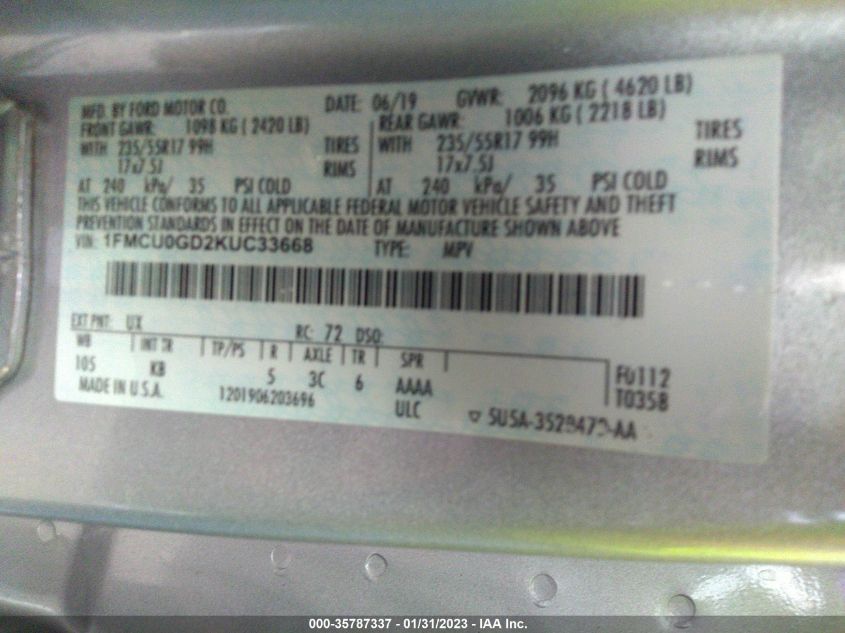 MFD. BY FORD MOTOR CO. DATE: 06/19 GVWR: 2096 KG ( 4620 LB)
FRONT GAWR: 1098 KG ( 2420 LB) REAR GAWR: 1006 KG ( 2218 LB)
WITH 235/55R17 99H TIRES WITH 235/55R17 99H TIRES
17x7.5J RIMS 17x7.5J RIMS
AT 240 kPa/ 35 PSI COLD AT 240 kPa/ 35 PSI COLD
THIS VEHICLE CONFORMS TO ALL APPLICABLE FEDERAL MOTOR VEHICLE SAFETY AND THEFT
PREVENTION STANDARDS IN EFFECT ON THE DATE OF MANUFACTURE SHOWN ABOVE
VIN: 1FMCU0GD2KUC33668 TYPE: MPV
EXT PNT: UX RC: 72 DSO:
WB INT TR TP/PS R AXLE TR SPR
105 KB 5 3C 6 AAAA F0112
MADE IN U.S.A. 1201906203696 ULC T0358
000-35787337 - 01/31/2023 - IAA Inc.